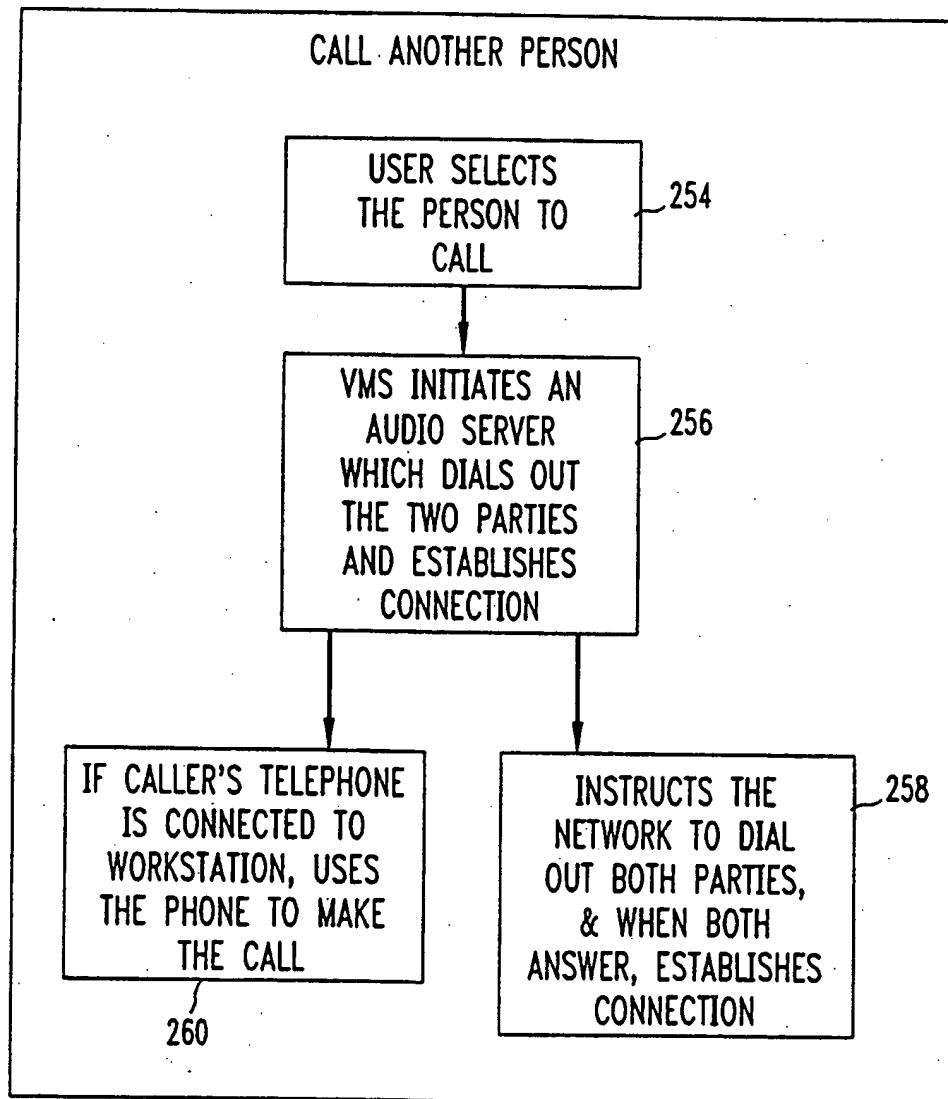 CALL ANOTHER PERSON
USER SELECTS
THE PERSON TO
CALL
254
VMS INITIATES AN
AUDIO SERVER
WHICH DIALS OUT
THE TWO PARTIES
AND ESTABLISHES
CONNECTION
256
IF CALLER'S TELEPHONE
IS CONNECTED TO
WORKSTATION, USES
THE PHONE TO MAKE
THE CALL
260
INSTRUCTS THE
NETWORK TO DIAL
OUT BOTH PARTIES,
& WHEN BOTH
ANSWER, ESTABLISHES
CONNECTION
258